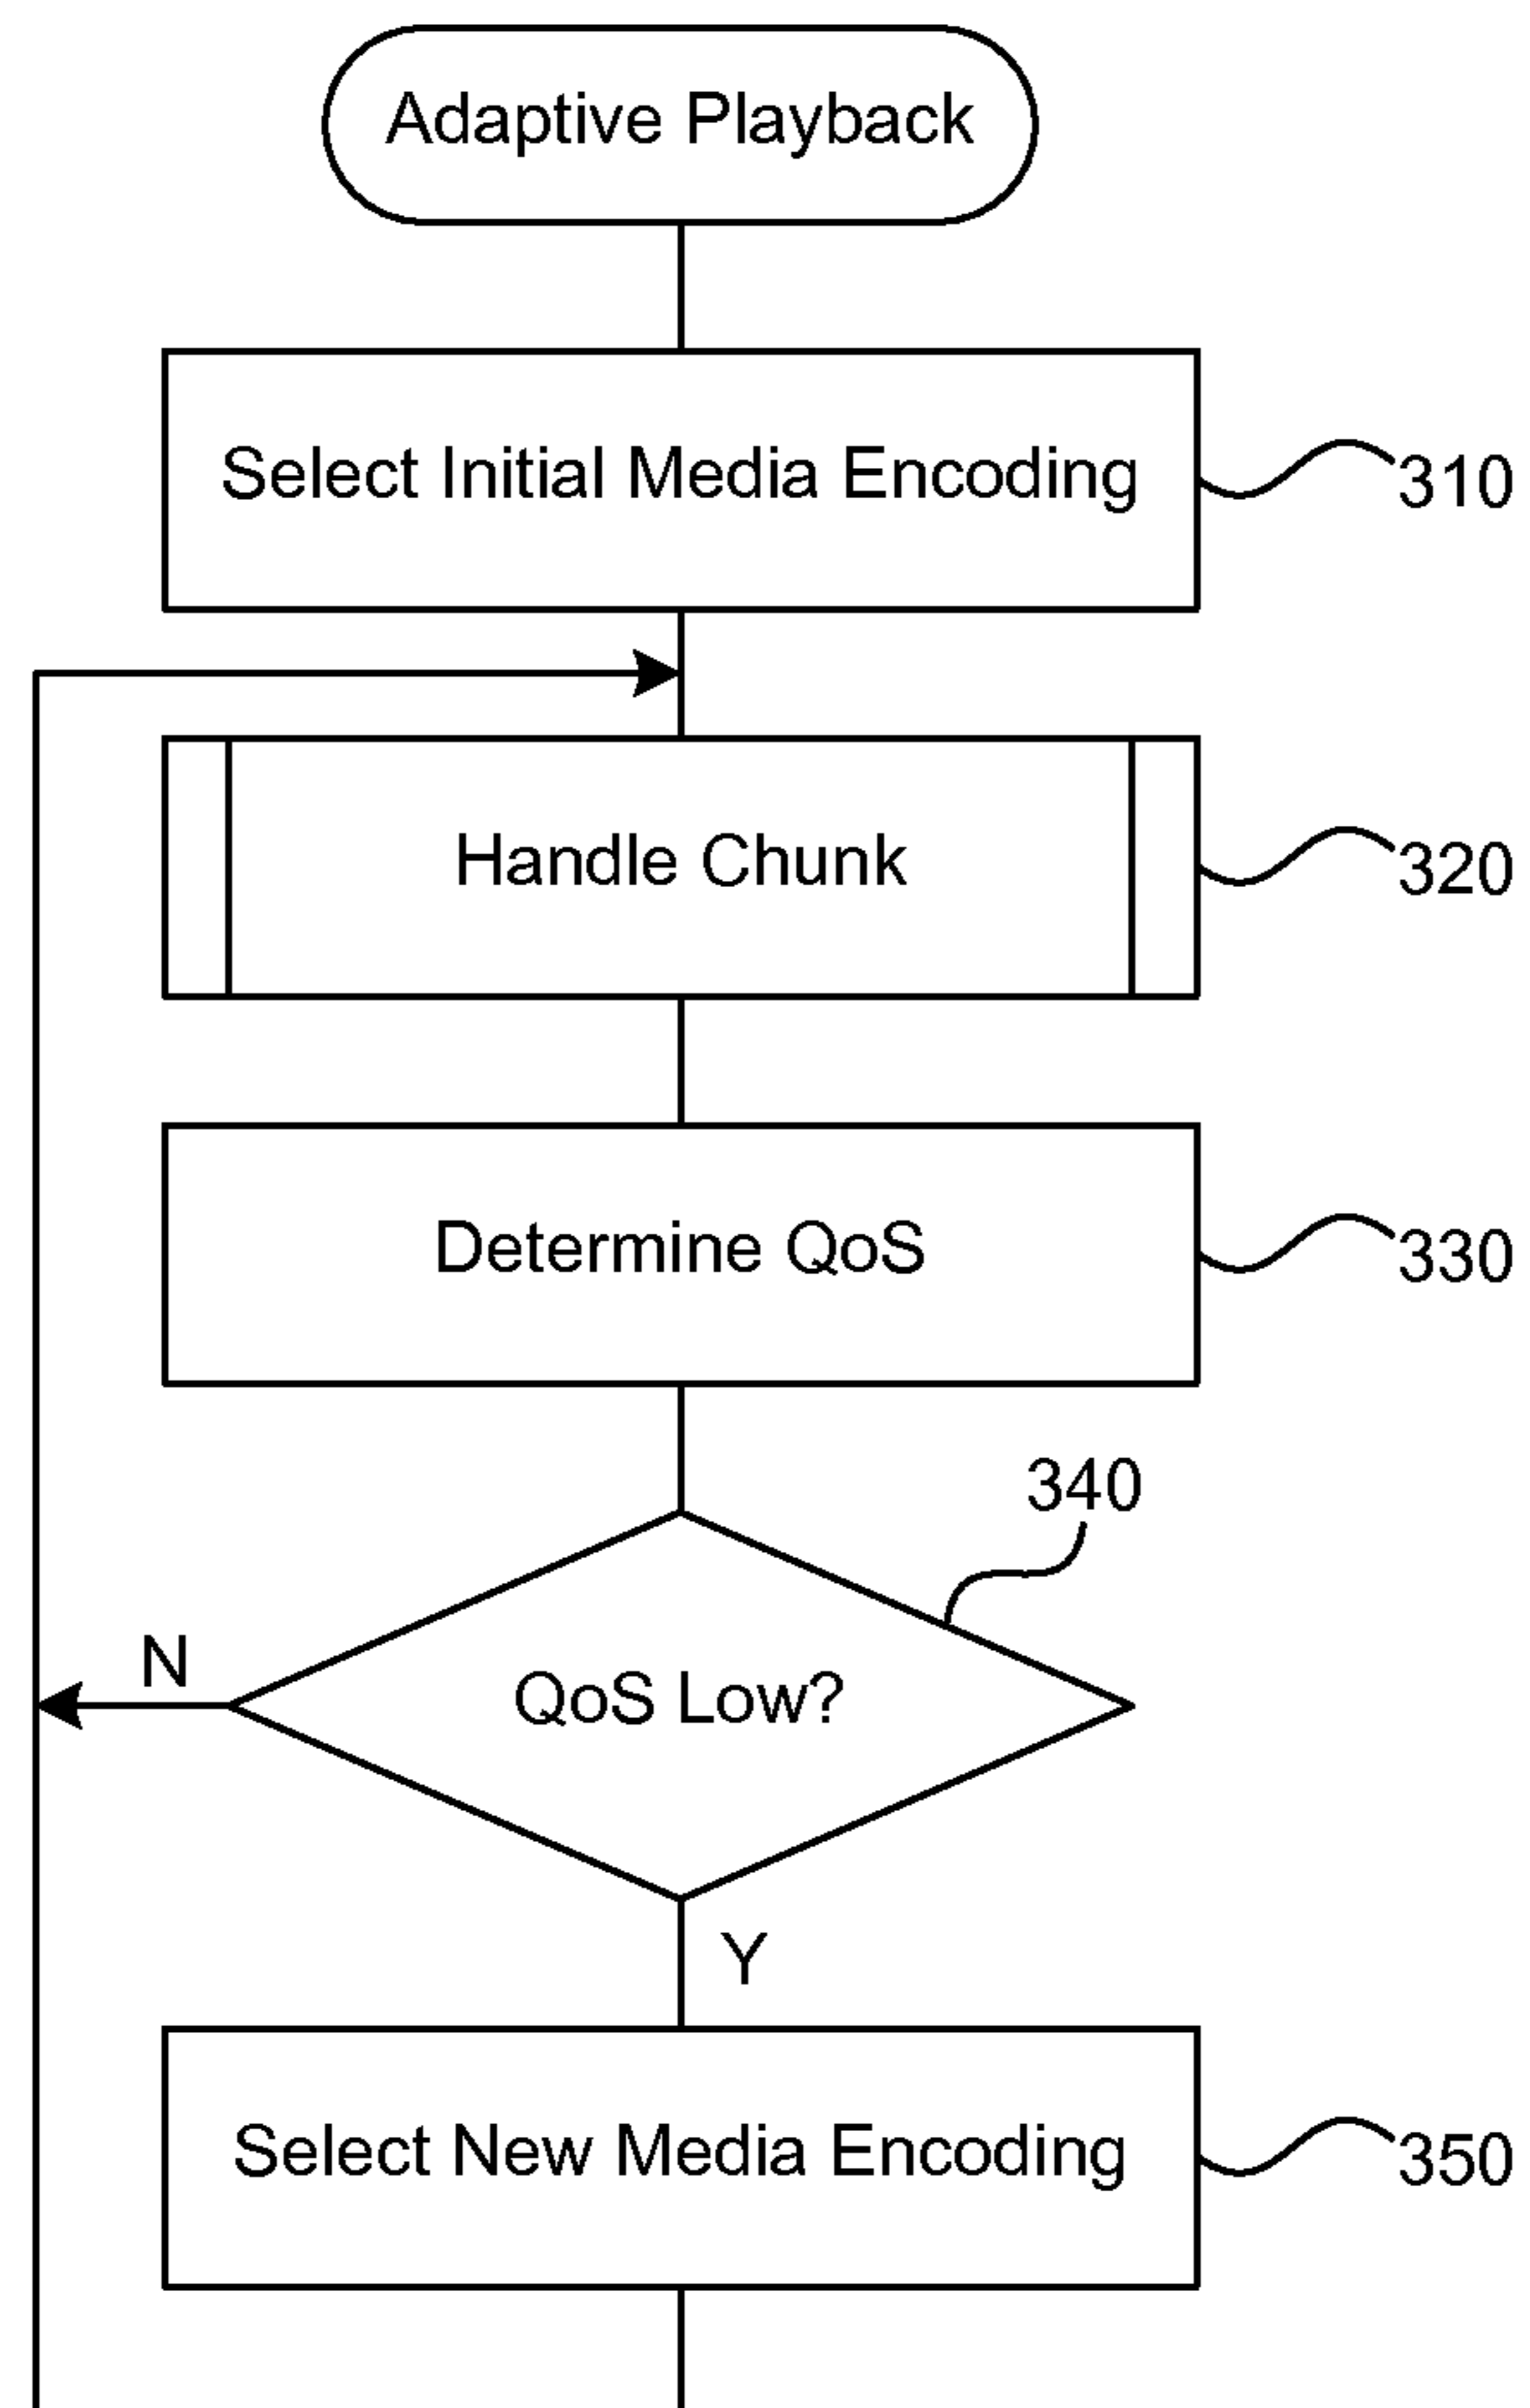 Adaptive Playback
Select Initial Media Encoding
310
Handle Chunk
320
Determine QoS
330
340
QoS Low?
N
Y
Select New Media Encoding
350